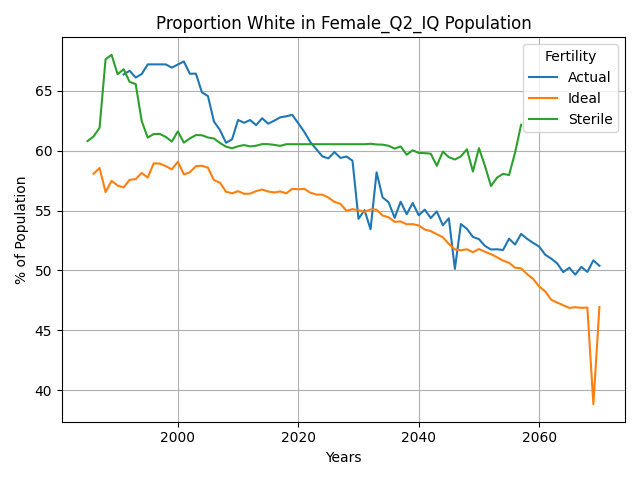 Proportion White in Female_Q2_IQ Population
% of Population
65
60
55
50
45
40
2000
2020
2040
2060
Years
Fertility
Actual
Ideal
Sterile